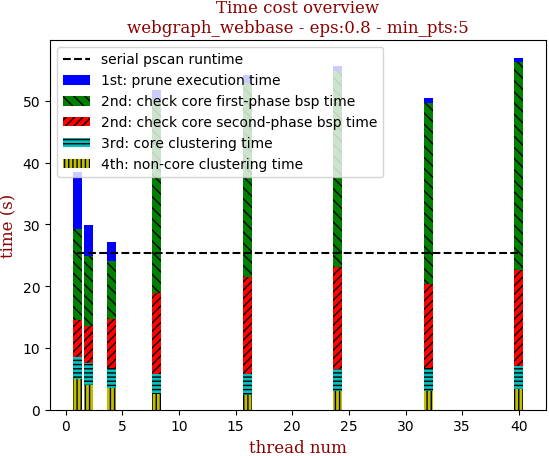 Time cost overview
webgraph_webbase - eps:0.8 - min_pts:5
serial pscan runtime
1st: prune execution time
2nd: check core first-phase bsp time
2nd: check core second-phase bsp time
3rd: core clustering time
4th: non-core clustering time
time (s)
50
40
30
20
10
0
0 5 10 15 20 25 30 35 40
thread num